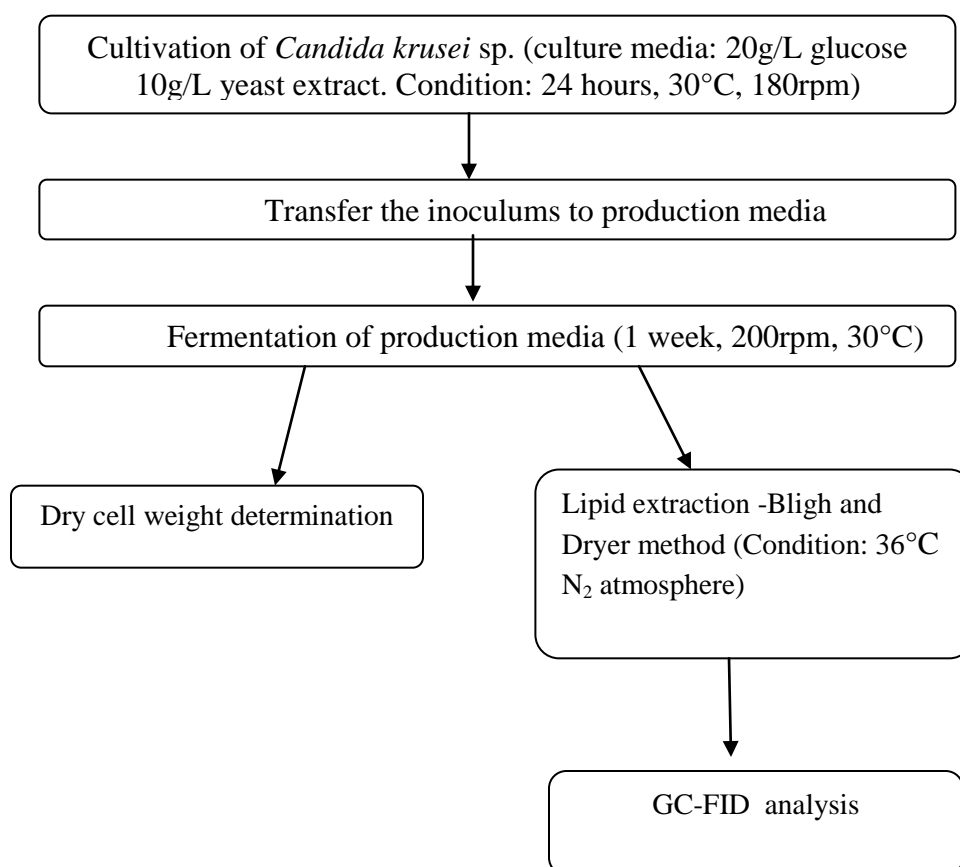 Cultivation of Candida krusei sp. (culture media: 20g/L glucose
10g/L yeast extract. Condition: 24 hours, 30°C, 180rpm)
Transfer the inoculums to production media
Fermentation of production media (1 week, 200rpm, 30°C)
Dry cell weight determination
Lipid extraction -Bligh and
Dryer method (Condition: 36°C
N₂ atmosphere)
GC-FID analysis